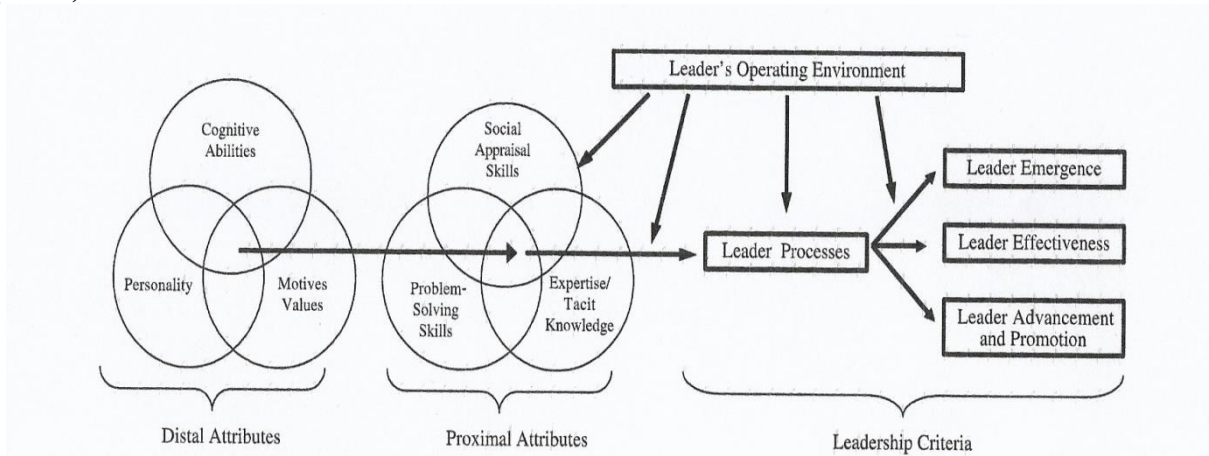 Leader's Operating Environment
Cognitive
Abilities
Social
Appraisal
Skills
Leader Emergence
Leader Processes
Leader Effectiveness
Personality
Motives
Values
Problem-
Solving
Skills
Expertise/
Tacit
Knowledge
Leader Advancement
and Promotion
Distal Attributes
Proximal Attributes
Leadership Criteria